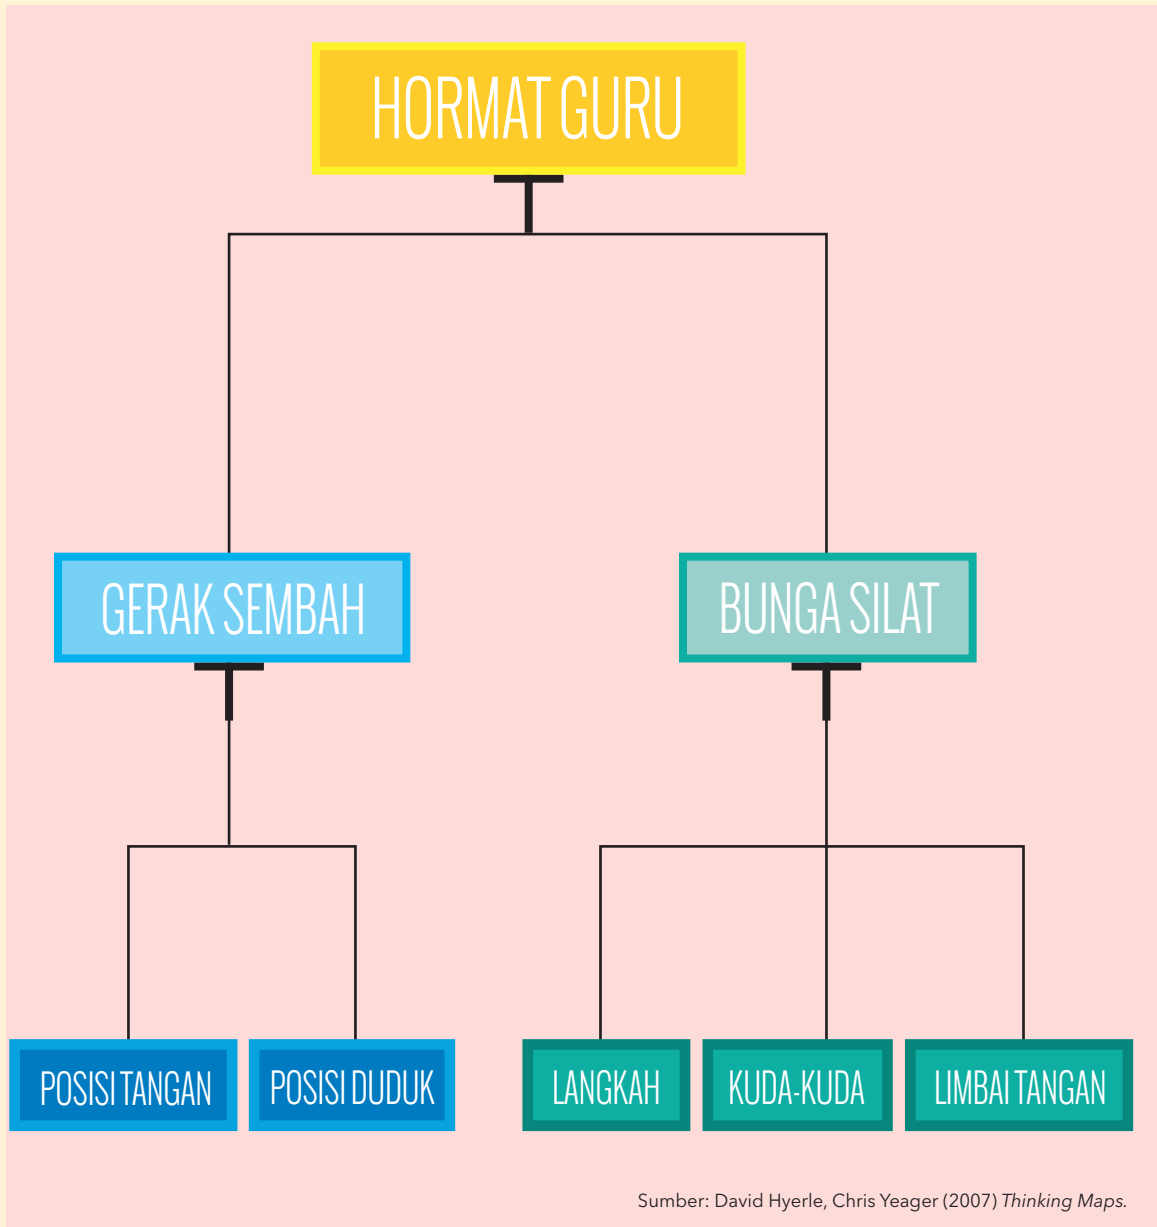 HORMAT GURU
GERAK SEMBAH
BUNGA SILAT
POSISI TANGAN
POSISI DUDUK
LANGKAH
KUDA-KUDA
LIMBAI TANGAN
Sumber: David Hyerle, Chris Yeager (2007) Thinking Maps.